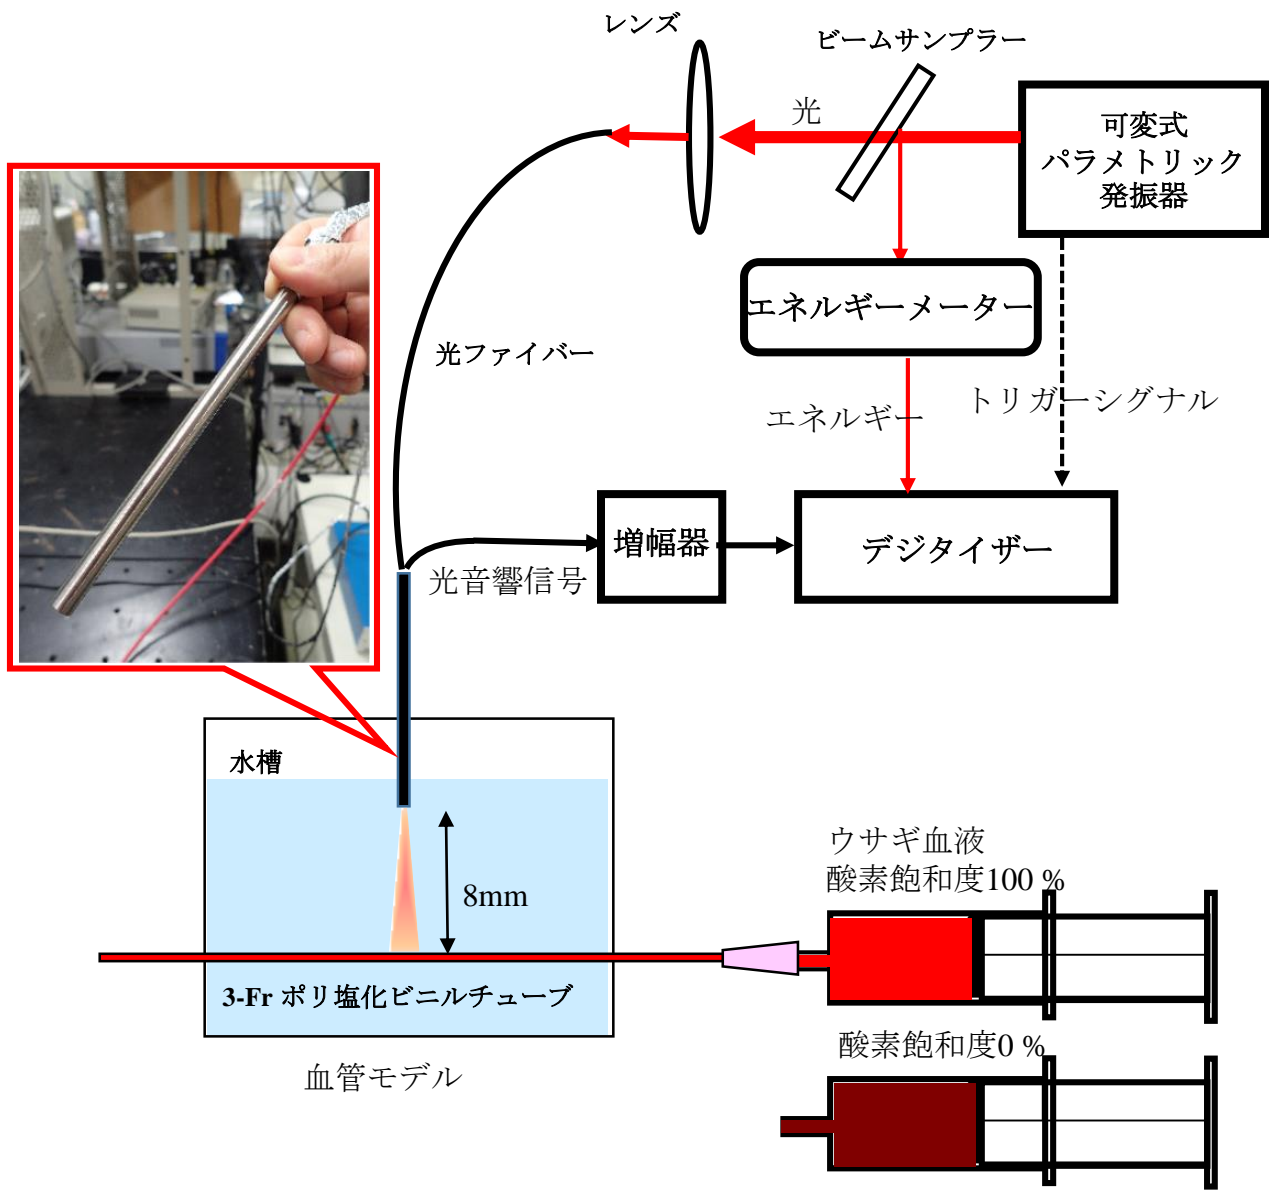 レンズ
ビームサンプラー
光
可変式
パラメトリック
発振器
エネルギーメーター
光ファイバー
エネルギー
トリガーシグナル
増幅器
デジタイザー
光音響信号
水槽
8mm
ウサギ血液
酸素飽和度100 %
3-Fr ポリ塩化ビニルチューブ
酸素飽和度0 %
血管モデル